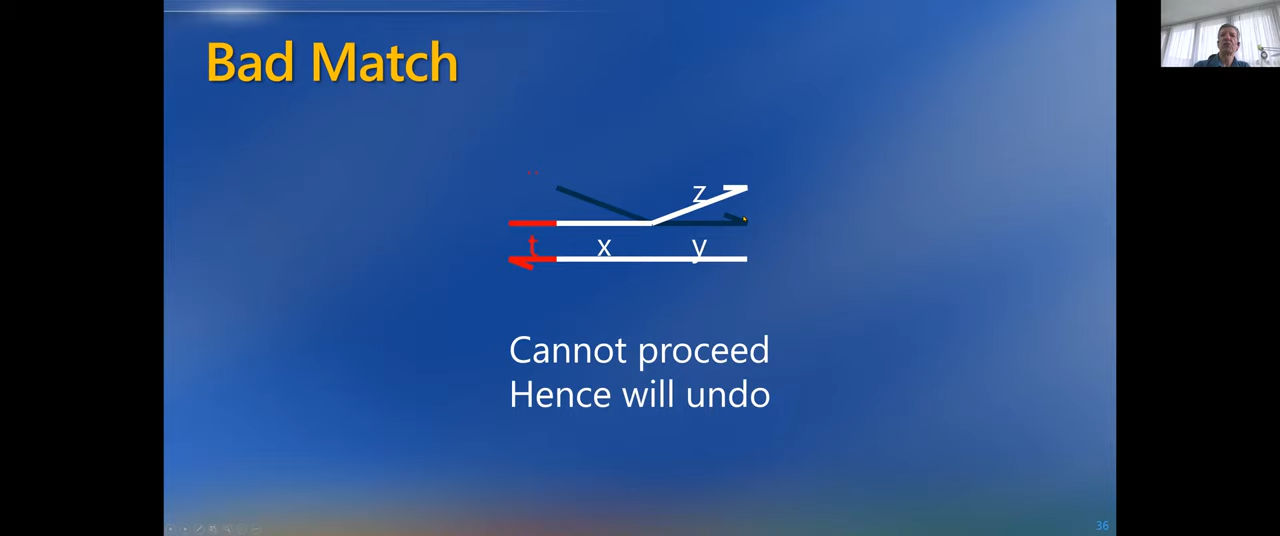 Bad Match
z
t x y
Cannot proceed
Hence will undo
36